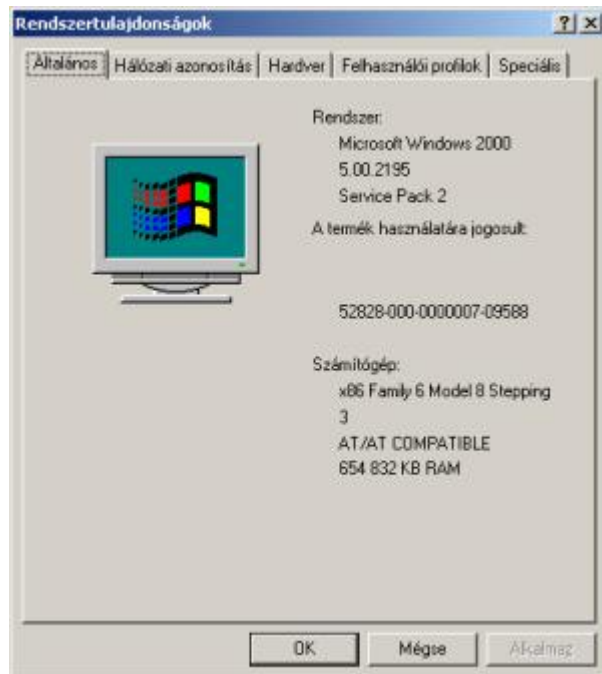 Rendszertulajdonságok
Általános
Hálózati azonosítás
Hardver
Felhasználói profilok
Speciális
Rendszer:
Microsoft Windows 2000
5.00.2195
Service Pack 2
A termék használatára jogosult:
52828-000-0000007-09588
Számítógép:
x86 Family 6 Model 8 Stepping
3
AT/AT COMPATIBLE
654 832 KB RAM
OK
Mégse
Alkalmaz